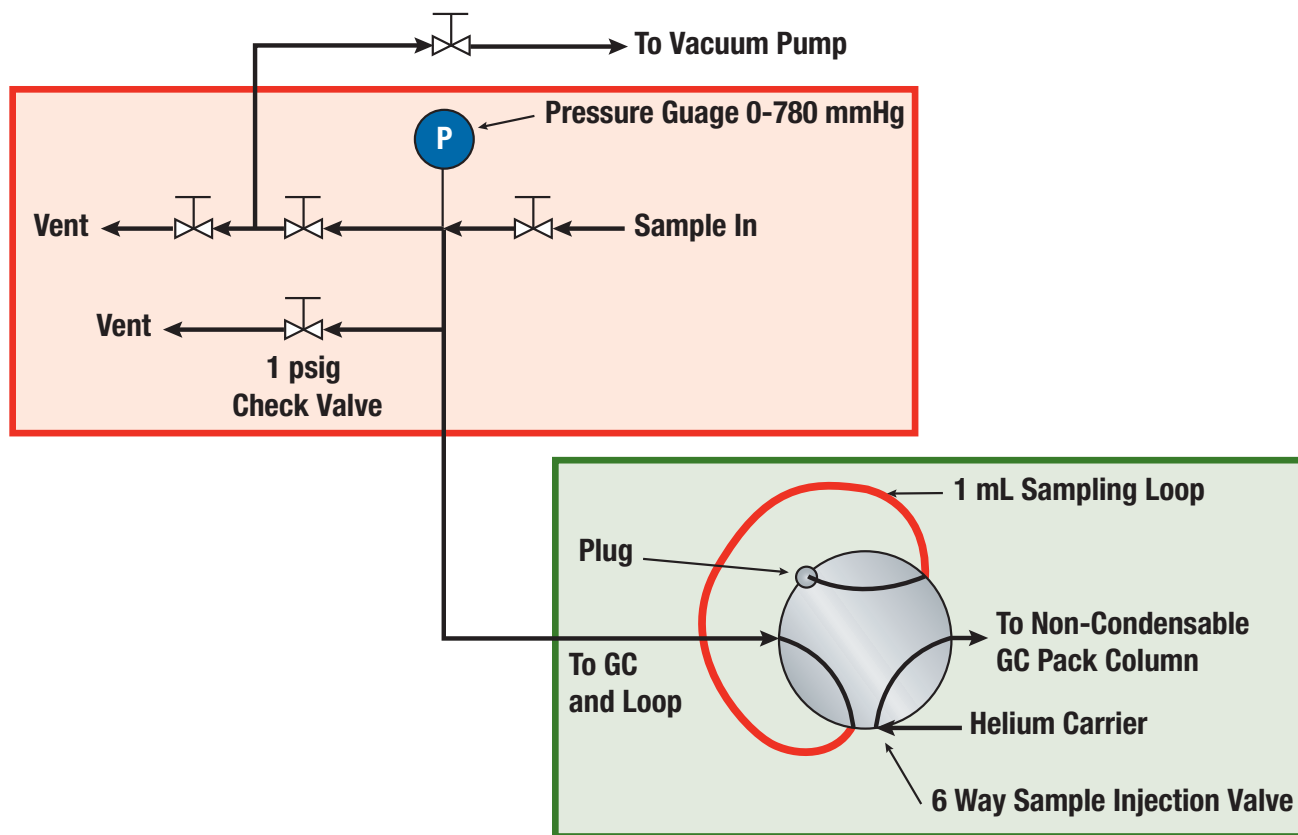 To Vacuum Pump
Pressure Guage 0-780 mmHg
P
Vent
Sample In
Vent
1 psig
Check Valve
1 mL Sampling Loop
Plug
To Non-Condensable
GC Pack Column
To GC
and Loop
Helium Carrier
6 Way Sample Injection Valve